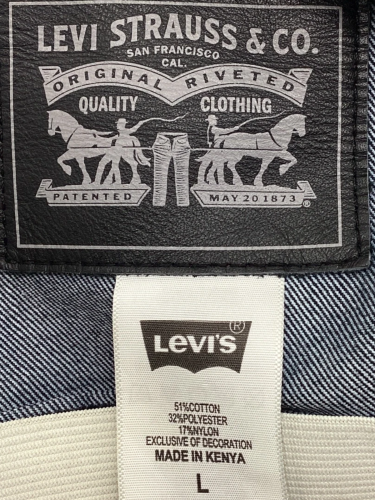 LEVI STRAUSS & CO.
SAN FRANCISCO
CAL.
ORIGINAL RIVETED
QUALITY CLOTHING
PATENTED MAY 20 1873
LEVI'S®
51%COTTON
32%POLYESTER
17%NYLON
EXCLUSIVE OF DECORATION
MADE IN KENYA
L